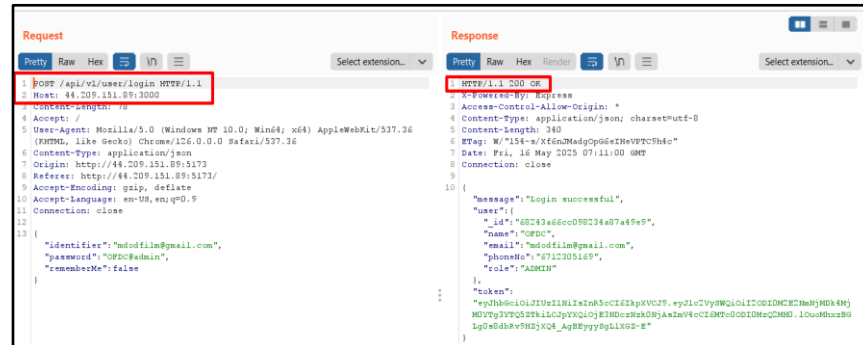 Request
Pretty Raw Hex \n Select extension...
1 POST /api/v1/user/login HTTP/1.1
2 Host: 44.209.151.89:3000
3 Content-Length: 78
4 Accept: /
5 User-Agent: Mozilla/5.0 (Windows NT 10.0; Win64; x64) AppleWebKit/537.36
(KHTML, like Gecko) Chrome/126.0.0.0 Safari/537.36
6 Content-Type: application/json
7 Origin: http://44.209.151.89:5173
8 Referer: http://44.209.151.89:5173/
9 Accept-Encoding: gzip, deflate
10 Accept-Language: en-US,en;q=0.9
11 Connection: close
12
13 {
"identifier":"mdodfilm@gmail.com",
"password":"OFDC@admin",
"rememberMe":false
}
Response
Pretty Raw Hex Render \n Select extension...
1 HTTP/1.1 200 OK
2 X-Powered-By: Express
3 Access-Control-Allow-Origin: *
4 Content-Type: application/json; charset=utf-8
5 Content-Length: 340
6 ETag:
7 Date: Fri, 16 May 2025 07:11:00 GMT
8 Connection: close
9
10 {
"message":"Login successful",
"user":{
"_id":"68243a66cc098234a87a49e9",
"name":"OFDC",
"email":"mdodfilm@gmail.com",
"phoneNo":"6712305169",
"role":"ADMIN"
},
"token":
}